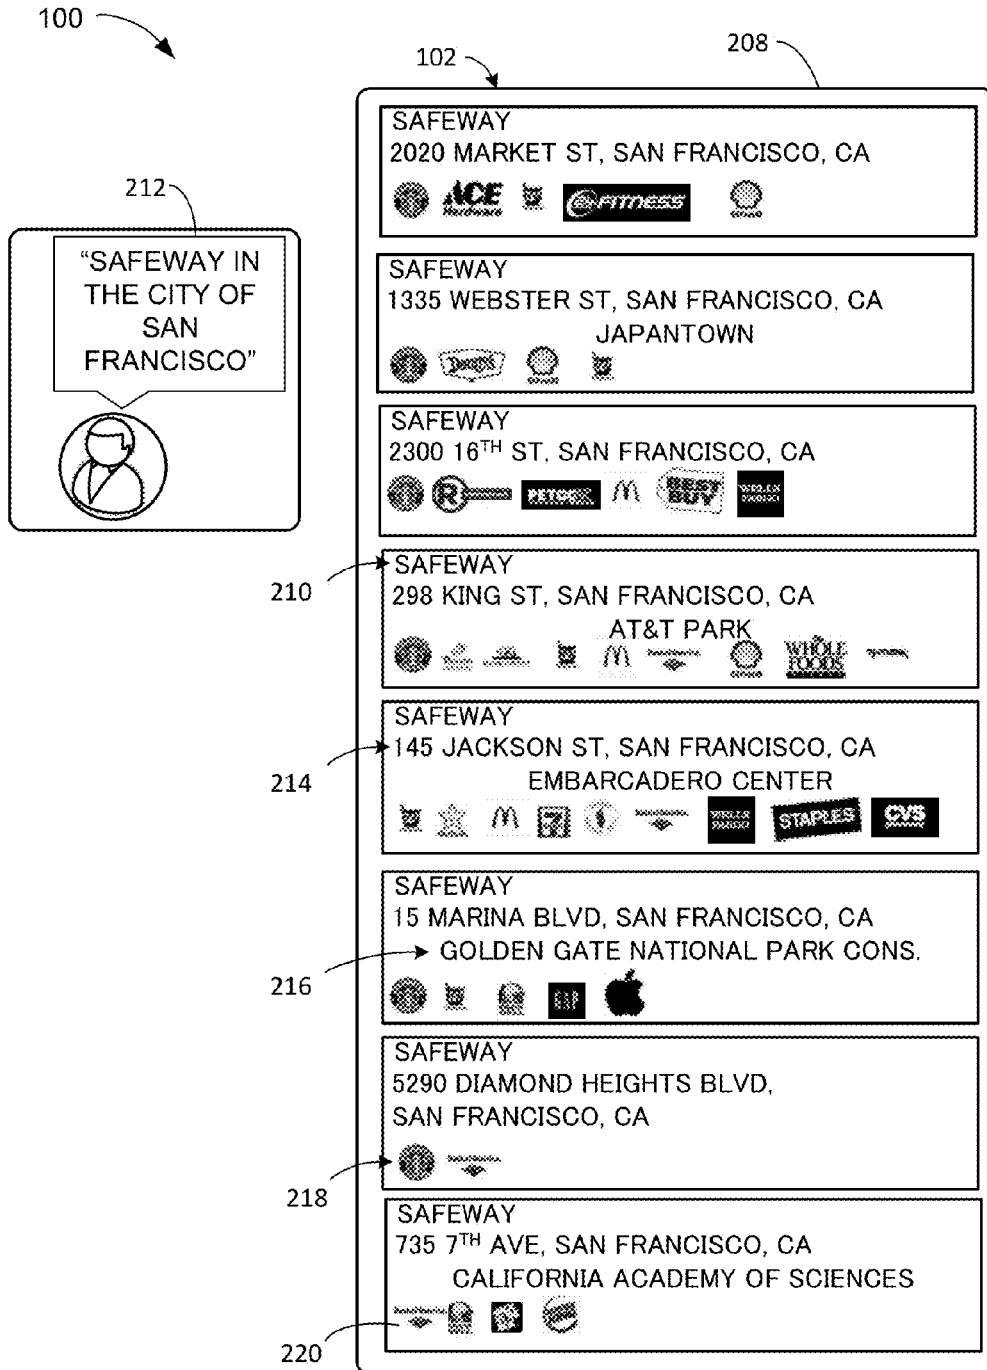 100
102
208
212
"SAFEWAY IN
THE CITY OF
SAN
FRANCISCO"
SAFEWAY
2020 MARKET ST, SAN FRANCISCO, CA
ACE
Hardware
FITNESS
SAFEWAY
1335 WEBSTER ST, SAN FRANCISCO, CA
JAPANTOWN
SAFEWAY
2300 16TH ST, SAN FRANCISCO, CA
R
BEST
BUY
WELLS
FARGO
210
SAFEWAY
298 KING ST, SAN FRANCISCO, CA
AT&T PARK
WHOLE
FOODS
214
SAFEWAY
145 JACKSON ST, SAN FRANCISCO, CA
EMBARCADERO CENTER
7
WELLS
FARGO
STAPLES
CVS
216
SAFEWAY
15 MARINA BLVD, SAN FRANCISCO, CA
GOLDEN GATE NATIONAL PARK CONS.
218
SAFEWAY
5290 DIAMOND HEIGHTS BLVD,
SAN FRANCISCO, CA
220
SAFEWAY
735 7TH AVE, SAN FRANCISCO, CA
CALIFORNIA ACADEMY OF SCIENCES